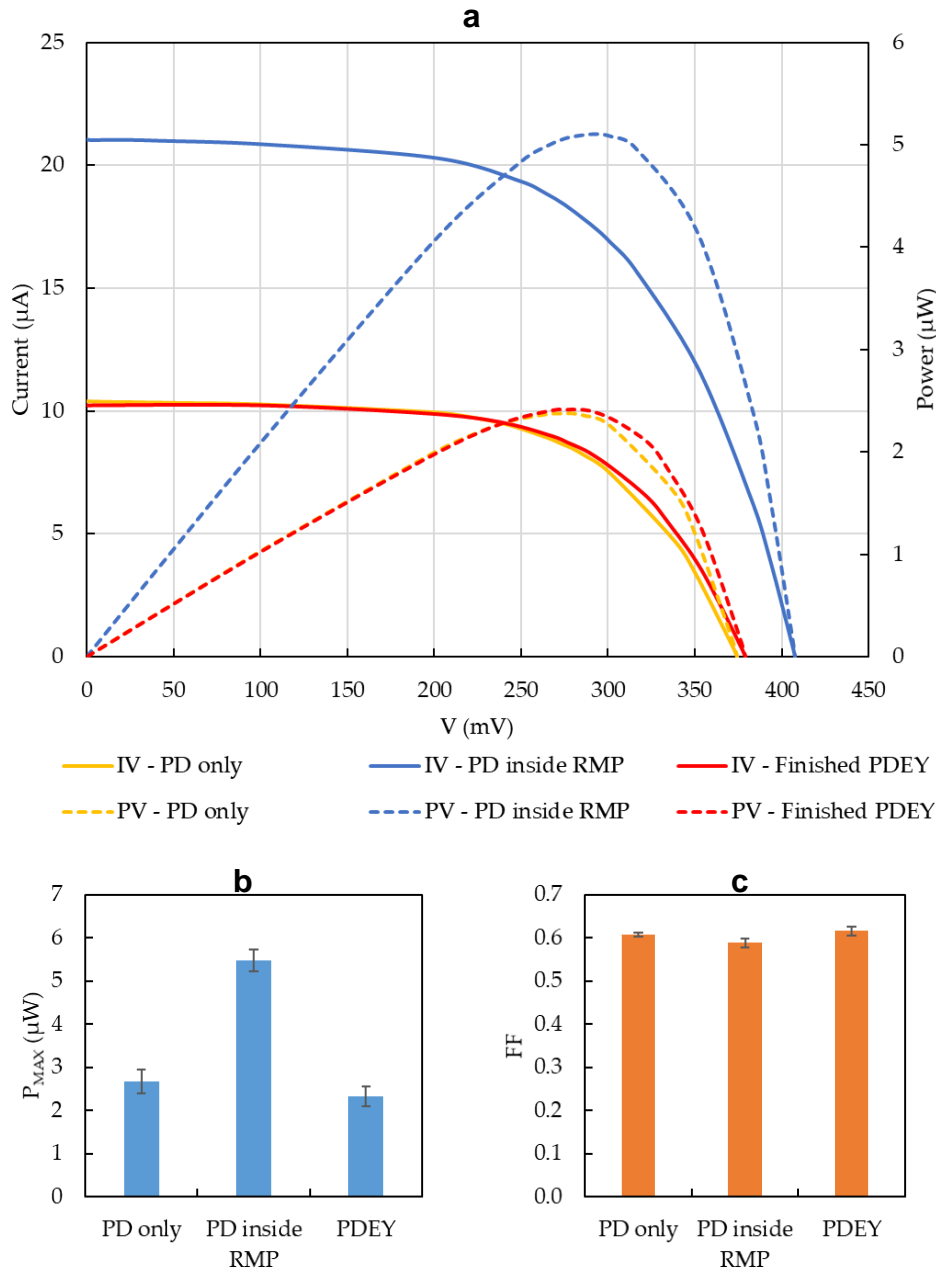 a
25
20
15
10
5
0
Current (µA)
6
5
4
3
2
1
0
Power (µW)
0 50 100 150 200 250 300 350 400 450
V (mV)
IV - PD only IV - PD inside RMP IV - Finished PDEY
PV - PD only PV - PD inside RMP PV - Finished PDEY
b
7
6
5
4
3
2
1
0
PMAX (µW)
PD only PD inside RMP PDEY
c
0.7
0.6
0.5
0.4
0.3
0.2
0.1
0.0
FF
PD only PD inside RMP PDEY